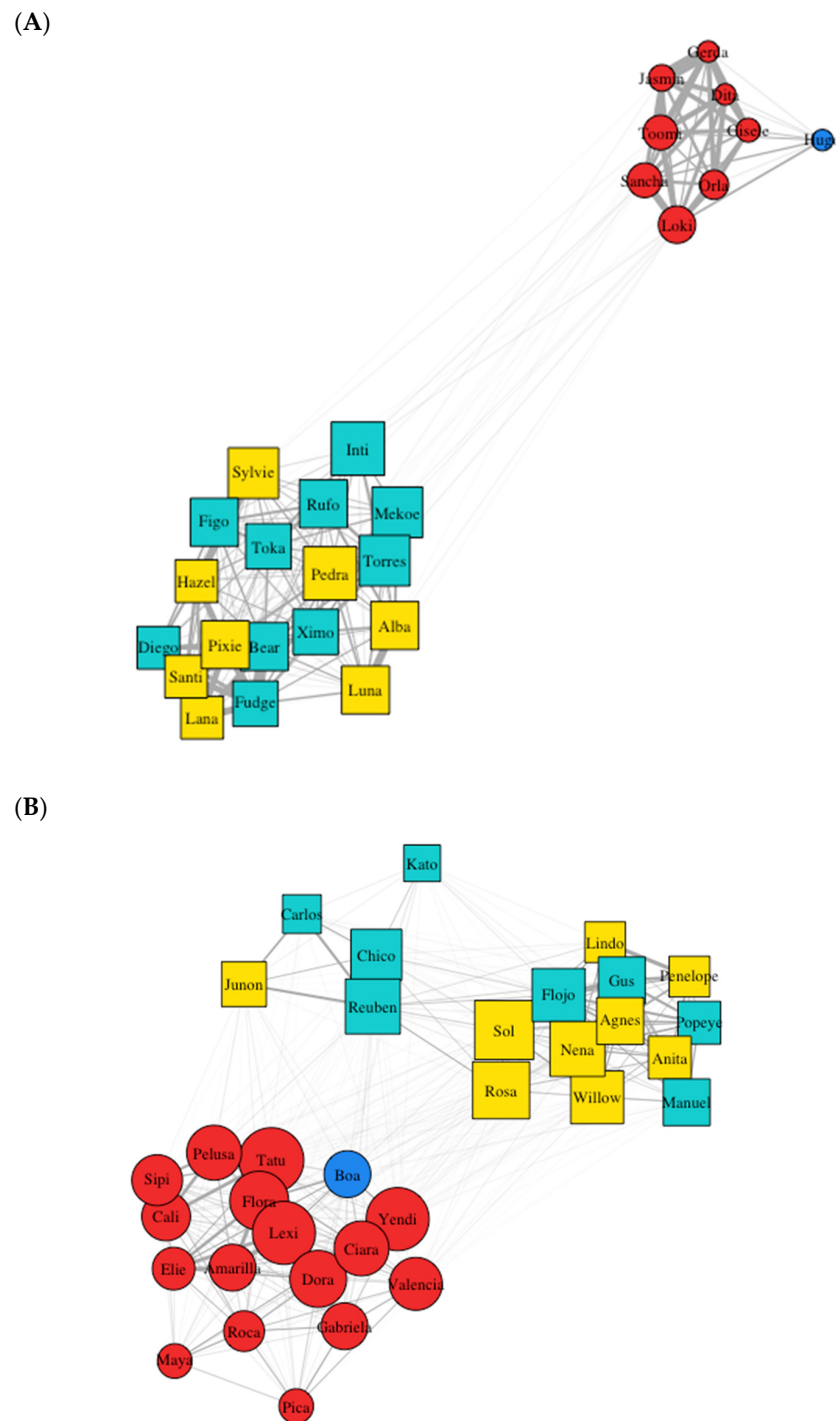 (A)
Gerda
Jasmin
Dita
Toomi
Gisele
Sancha
Orla
Loki
Inti
Sylvie
Rufo
Mekoe
Figo
Toka
Torres
Pedra
Hazel
Alba
Ximo
Diego
Pixie
Bear
Santi
Luna
Fudge
Lana
(B)
Kato
Carlos
Chico
Lindo
Junon
Penelope
Gus
Flojo
Reuben
Agnes
Popeye
Sol
Nena
Anita
Rosa
Willow
Manuel
Pelusa
Tatu
Boa
Sipi
Flora
Cali
Yendi
Lexi
Ciara
Elie
Amarilla
Dora
Valencia
Roca
Gabriela
Maya
Pica